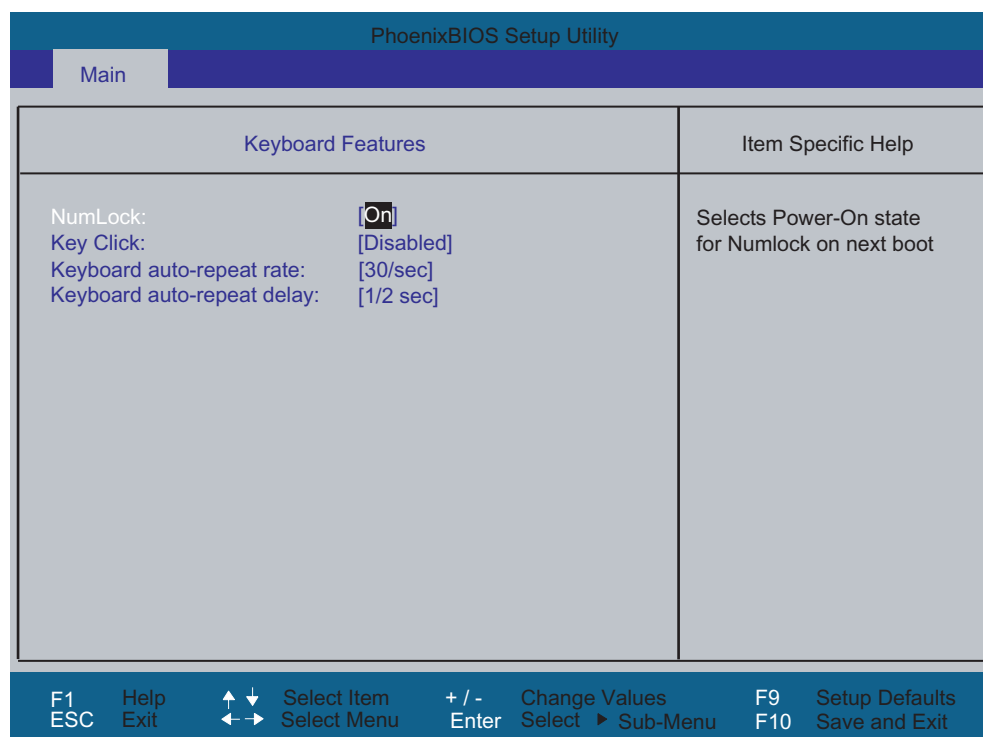 PhoenixBIOS Setup Utility
Main
Keyboard Features
Item Specific Help
NumLock: [On]
Key Click: [Disabled]
Keyboard auto-repeat rate: [30/sec]
Keyboard auto-repeat delay: [1/2 sec]
Selects Power-On state
for Numlock on next boot
F1 Help ↑ ↓ Select Item + / - Change Values F9 Setup Defaults
ESC Exit ← → Select Menu Enter Select ▶ Sub-Menu F10 Save and Exit